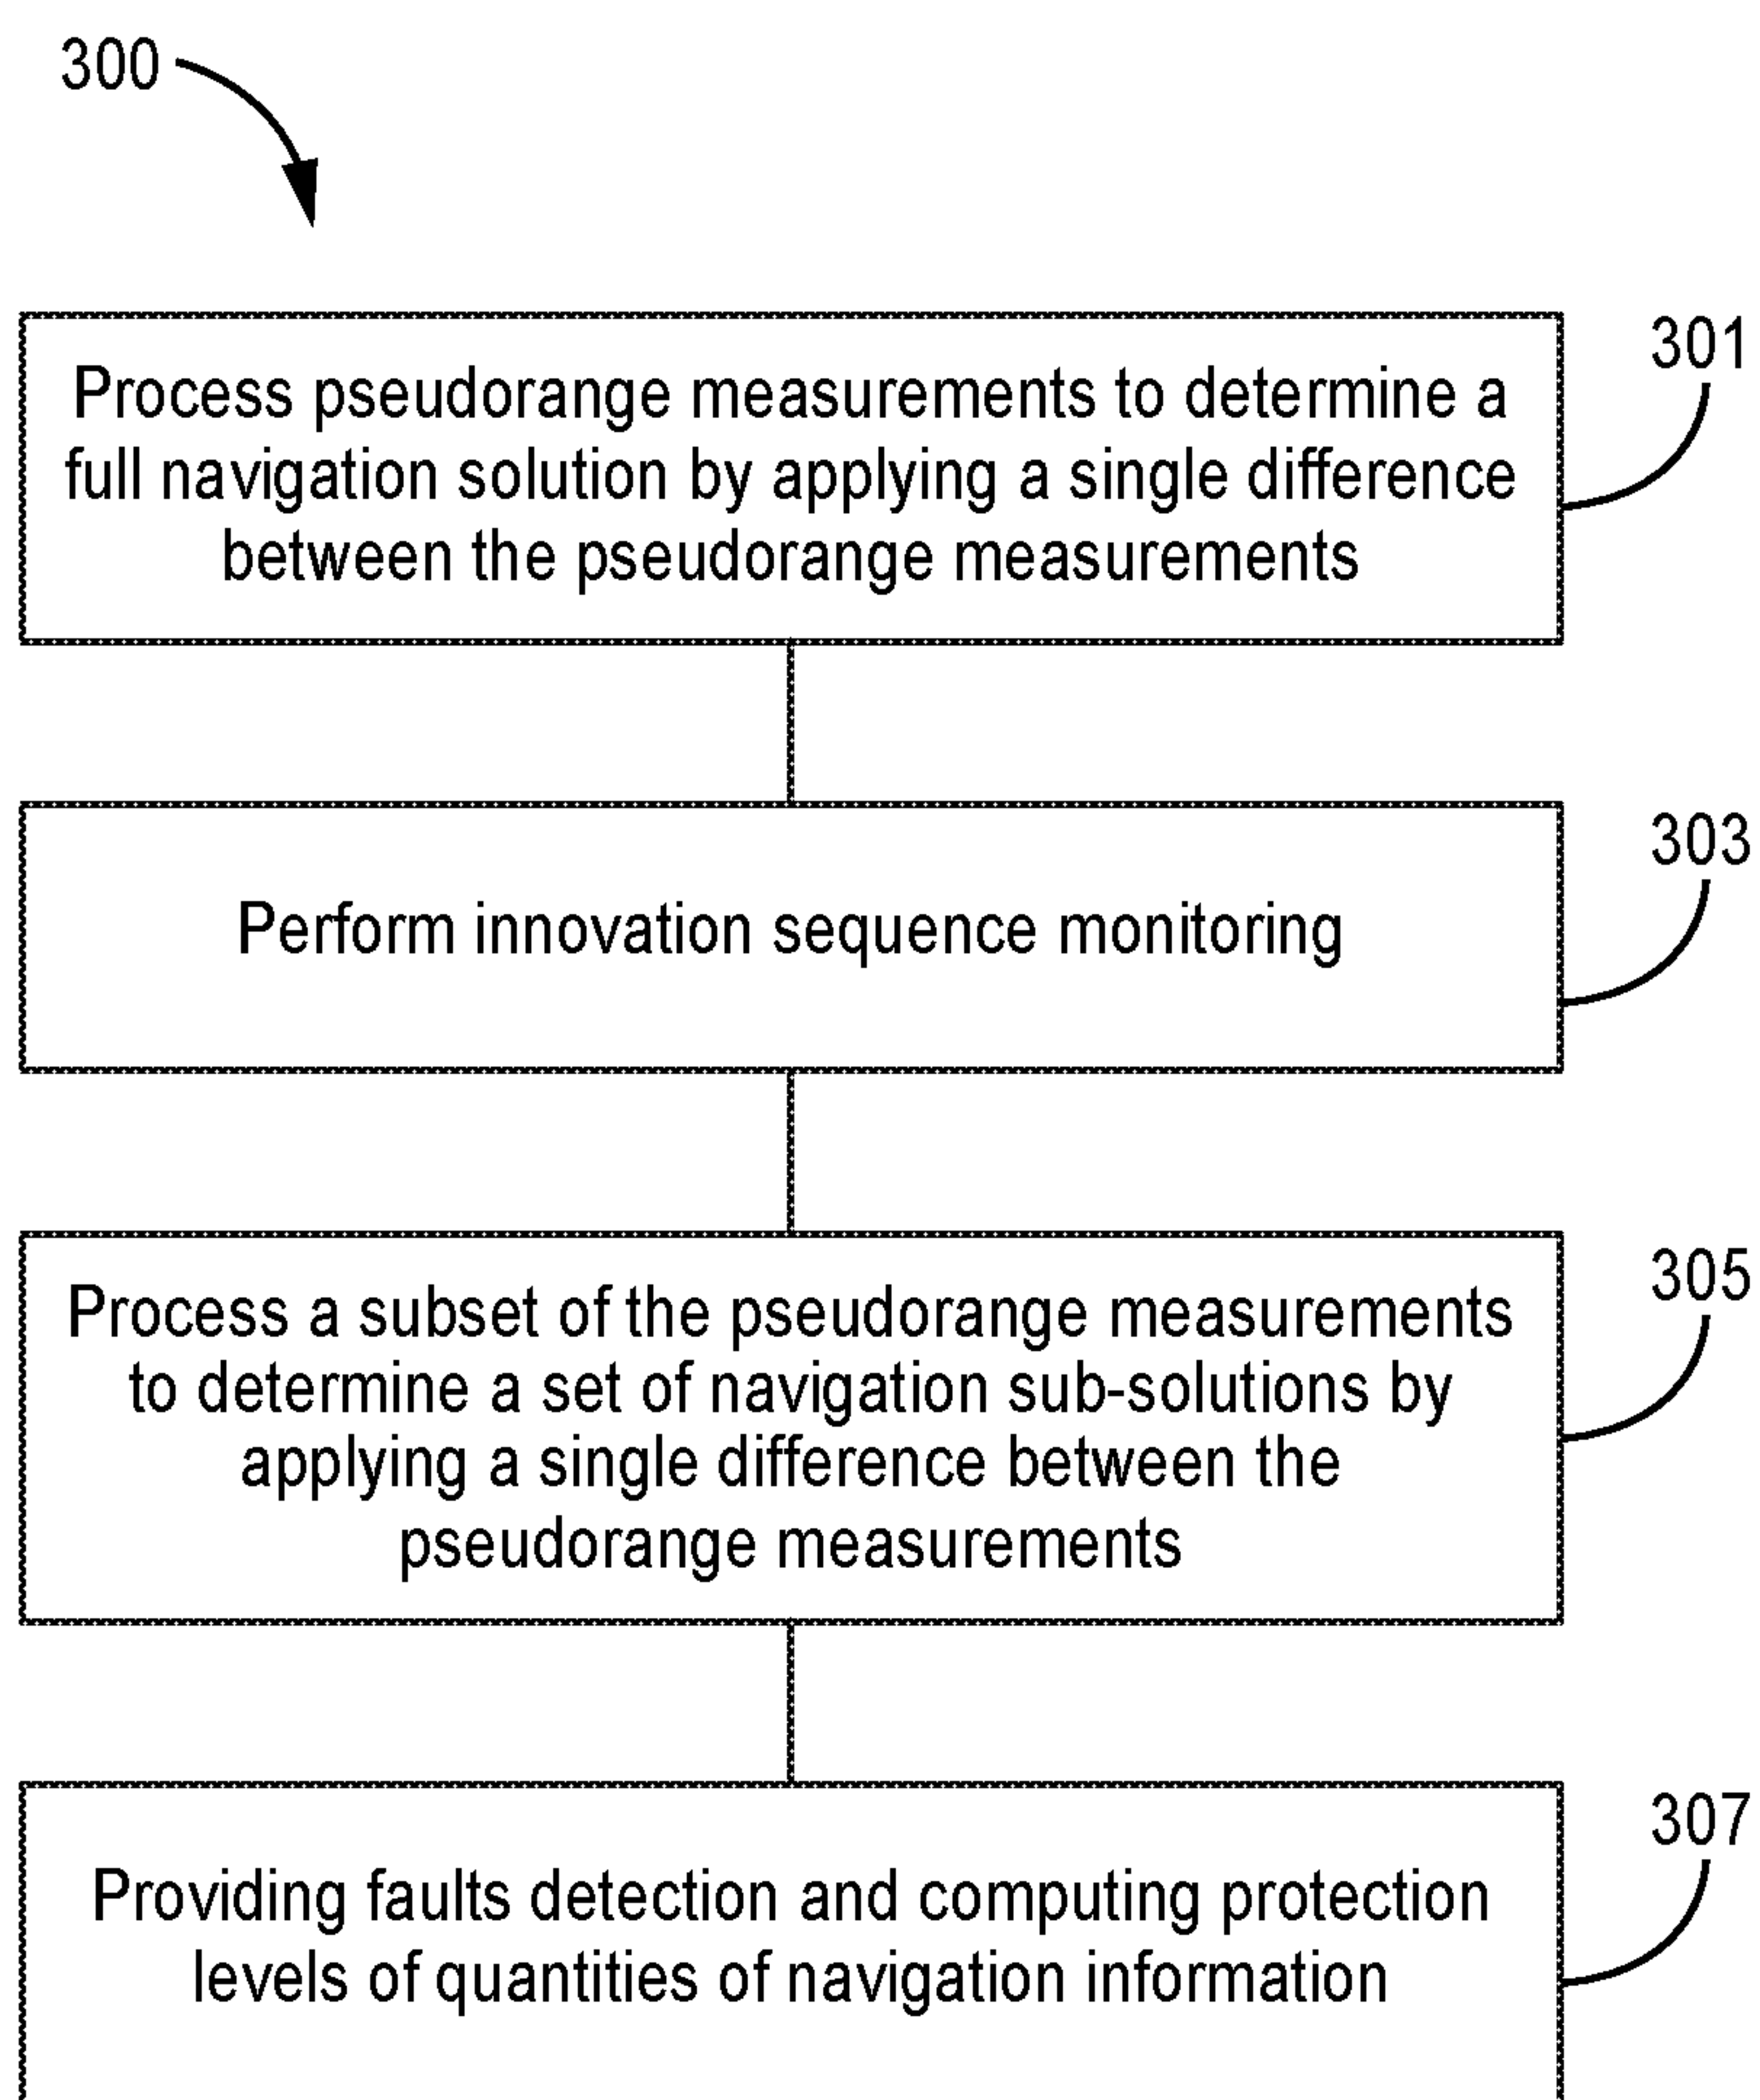 300
301
Process pseudorange measurements to determine a
full navigation solution by applying a single difference
between the pseudorange measurements
303
Perform innovation sequence monitoring
305
Process a subset of the pseudorange measurements
to determine a set of navigation sub-solutions by
applying a single difference between the
pseudorange measurements
307
Providing faults detection and computing protection
levels of quantities of navigation information